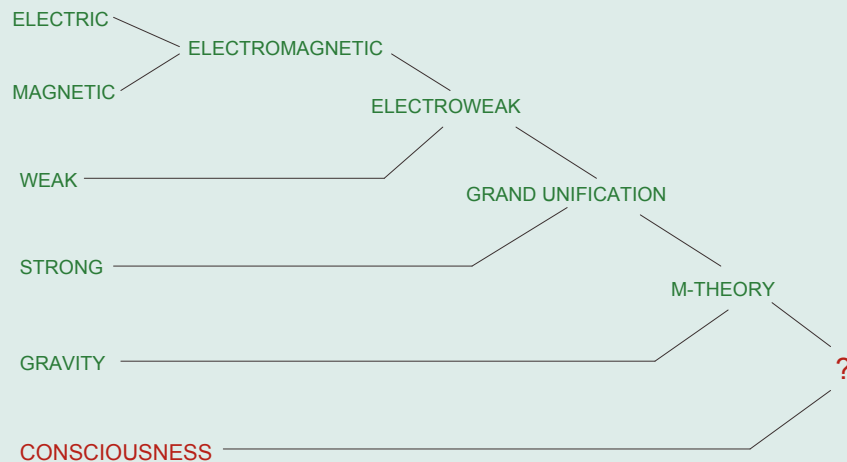 ELECTRIC
ELECTROMAGNETIC
MAGNETIC
ELECTROWEAK
WEAK
GRAND UNIFICATION
STRONG
M-THEORY
GRAVITY
?
CONSCIOUSNESS